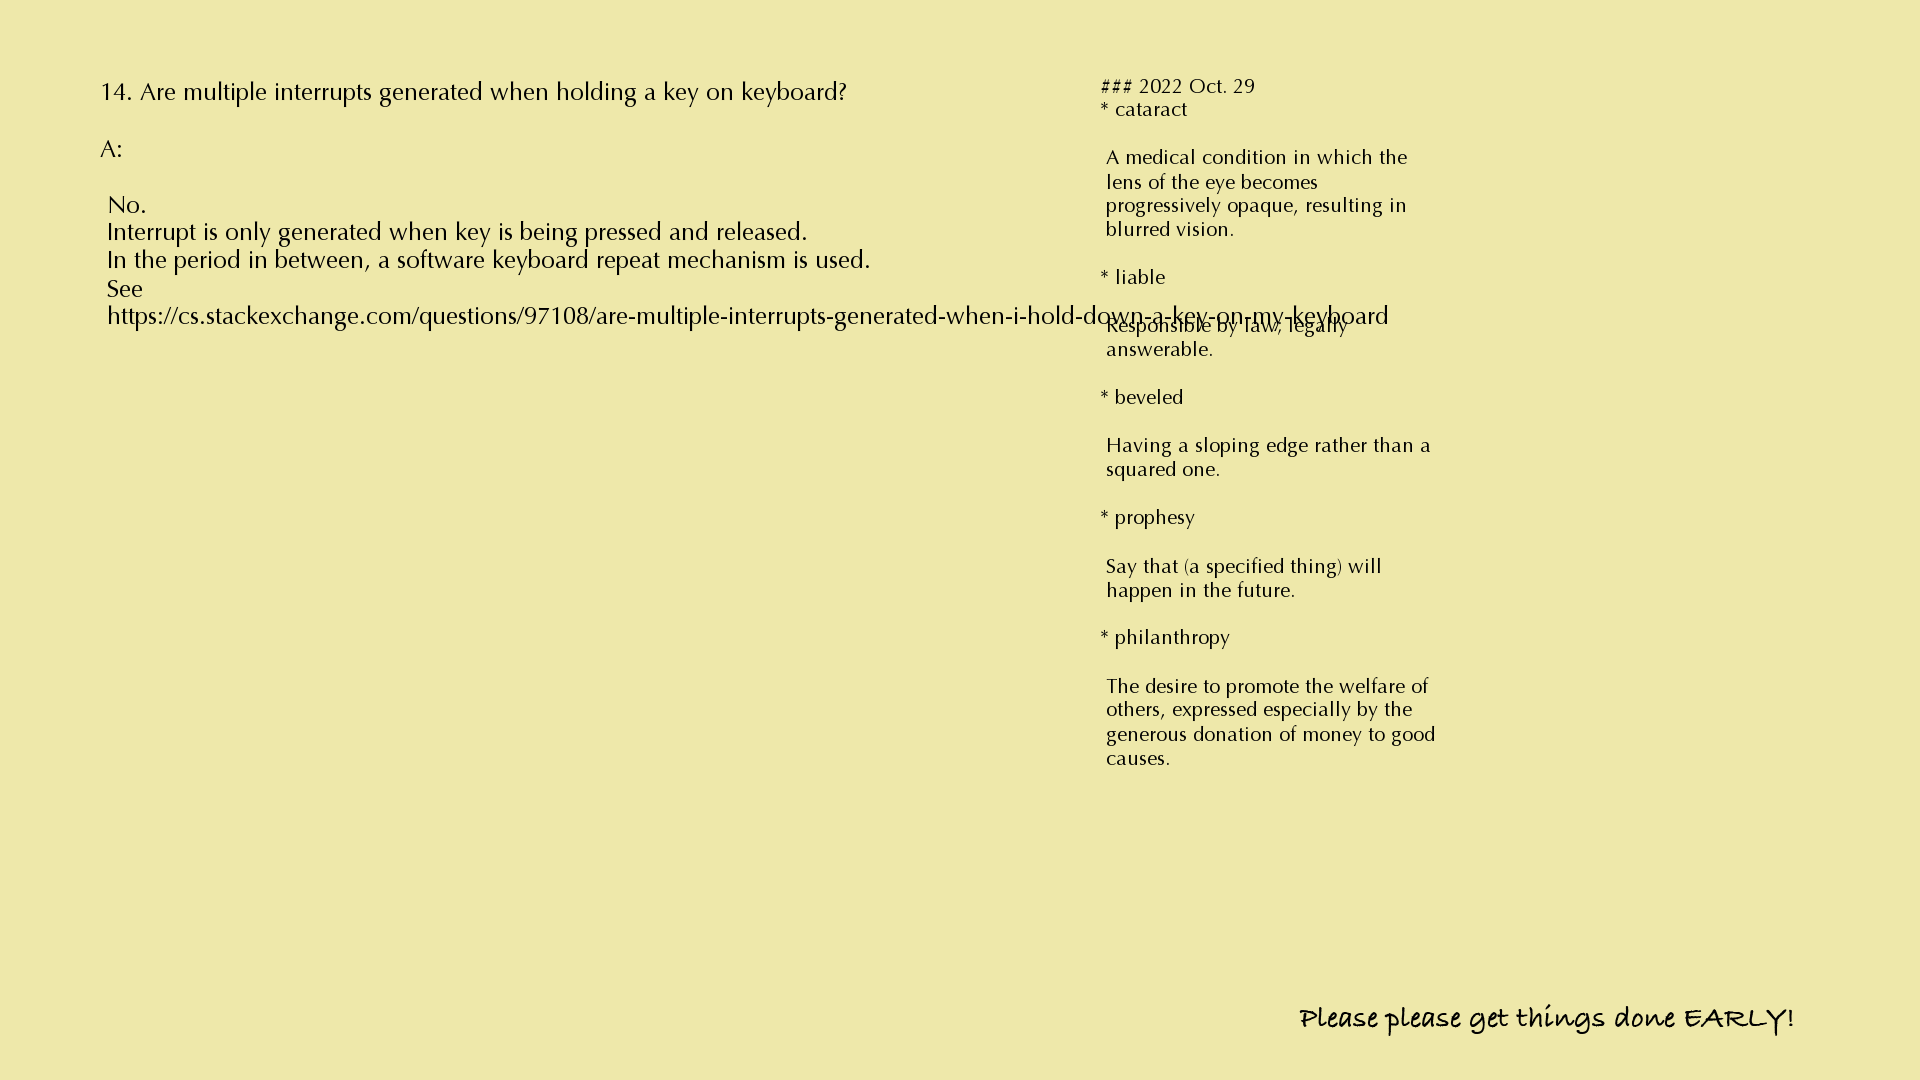 14. Are multiple interrupts generated when holding a key on keyboard?
A:
No.
Interrupt is only generated when key is being pressed and released.
In the period in between, a software keyboard repeat mechanism is used.
See
https://cs.stackexchange.com/questions/97108/are-multiple-interrupts-generated-when-i-hold-down-a-key-on-my-keyboard
### 2022 Oct. 29
* cataract
A medical condition in which the
lens of the eye becomes
progressively opaque, resulting in
blurred vision.
* liable
Responsible by law; legally
answerable.
* beveled
Having a sloping edge rather than a
squared one.
* prophesy
Say that (a specified thing) will
happen in the future.
* philanthropy
The desire to promote the welfare of
others, expressed especially by the
generous donation of money to good
causes.
Please please get things done EARLY!